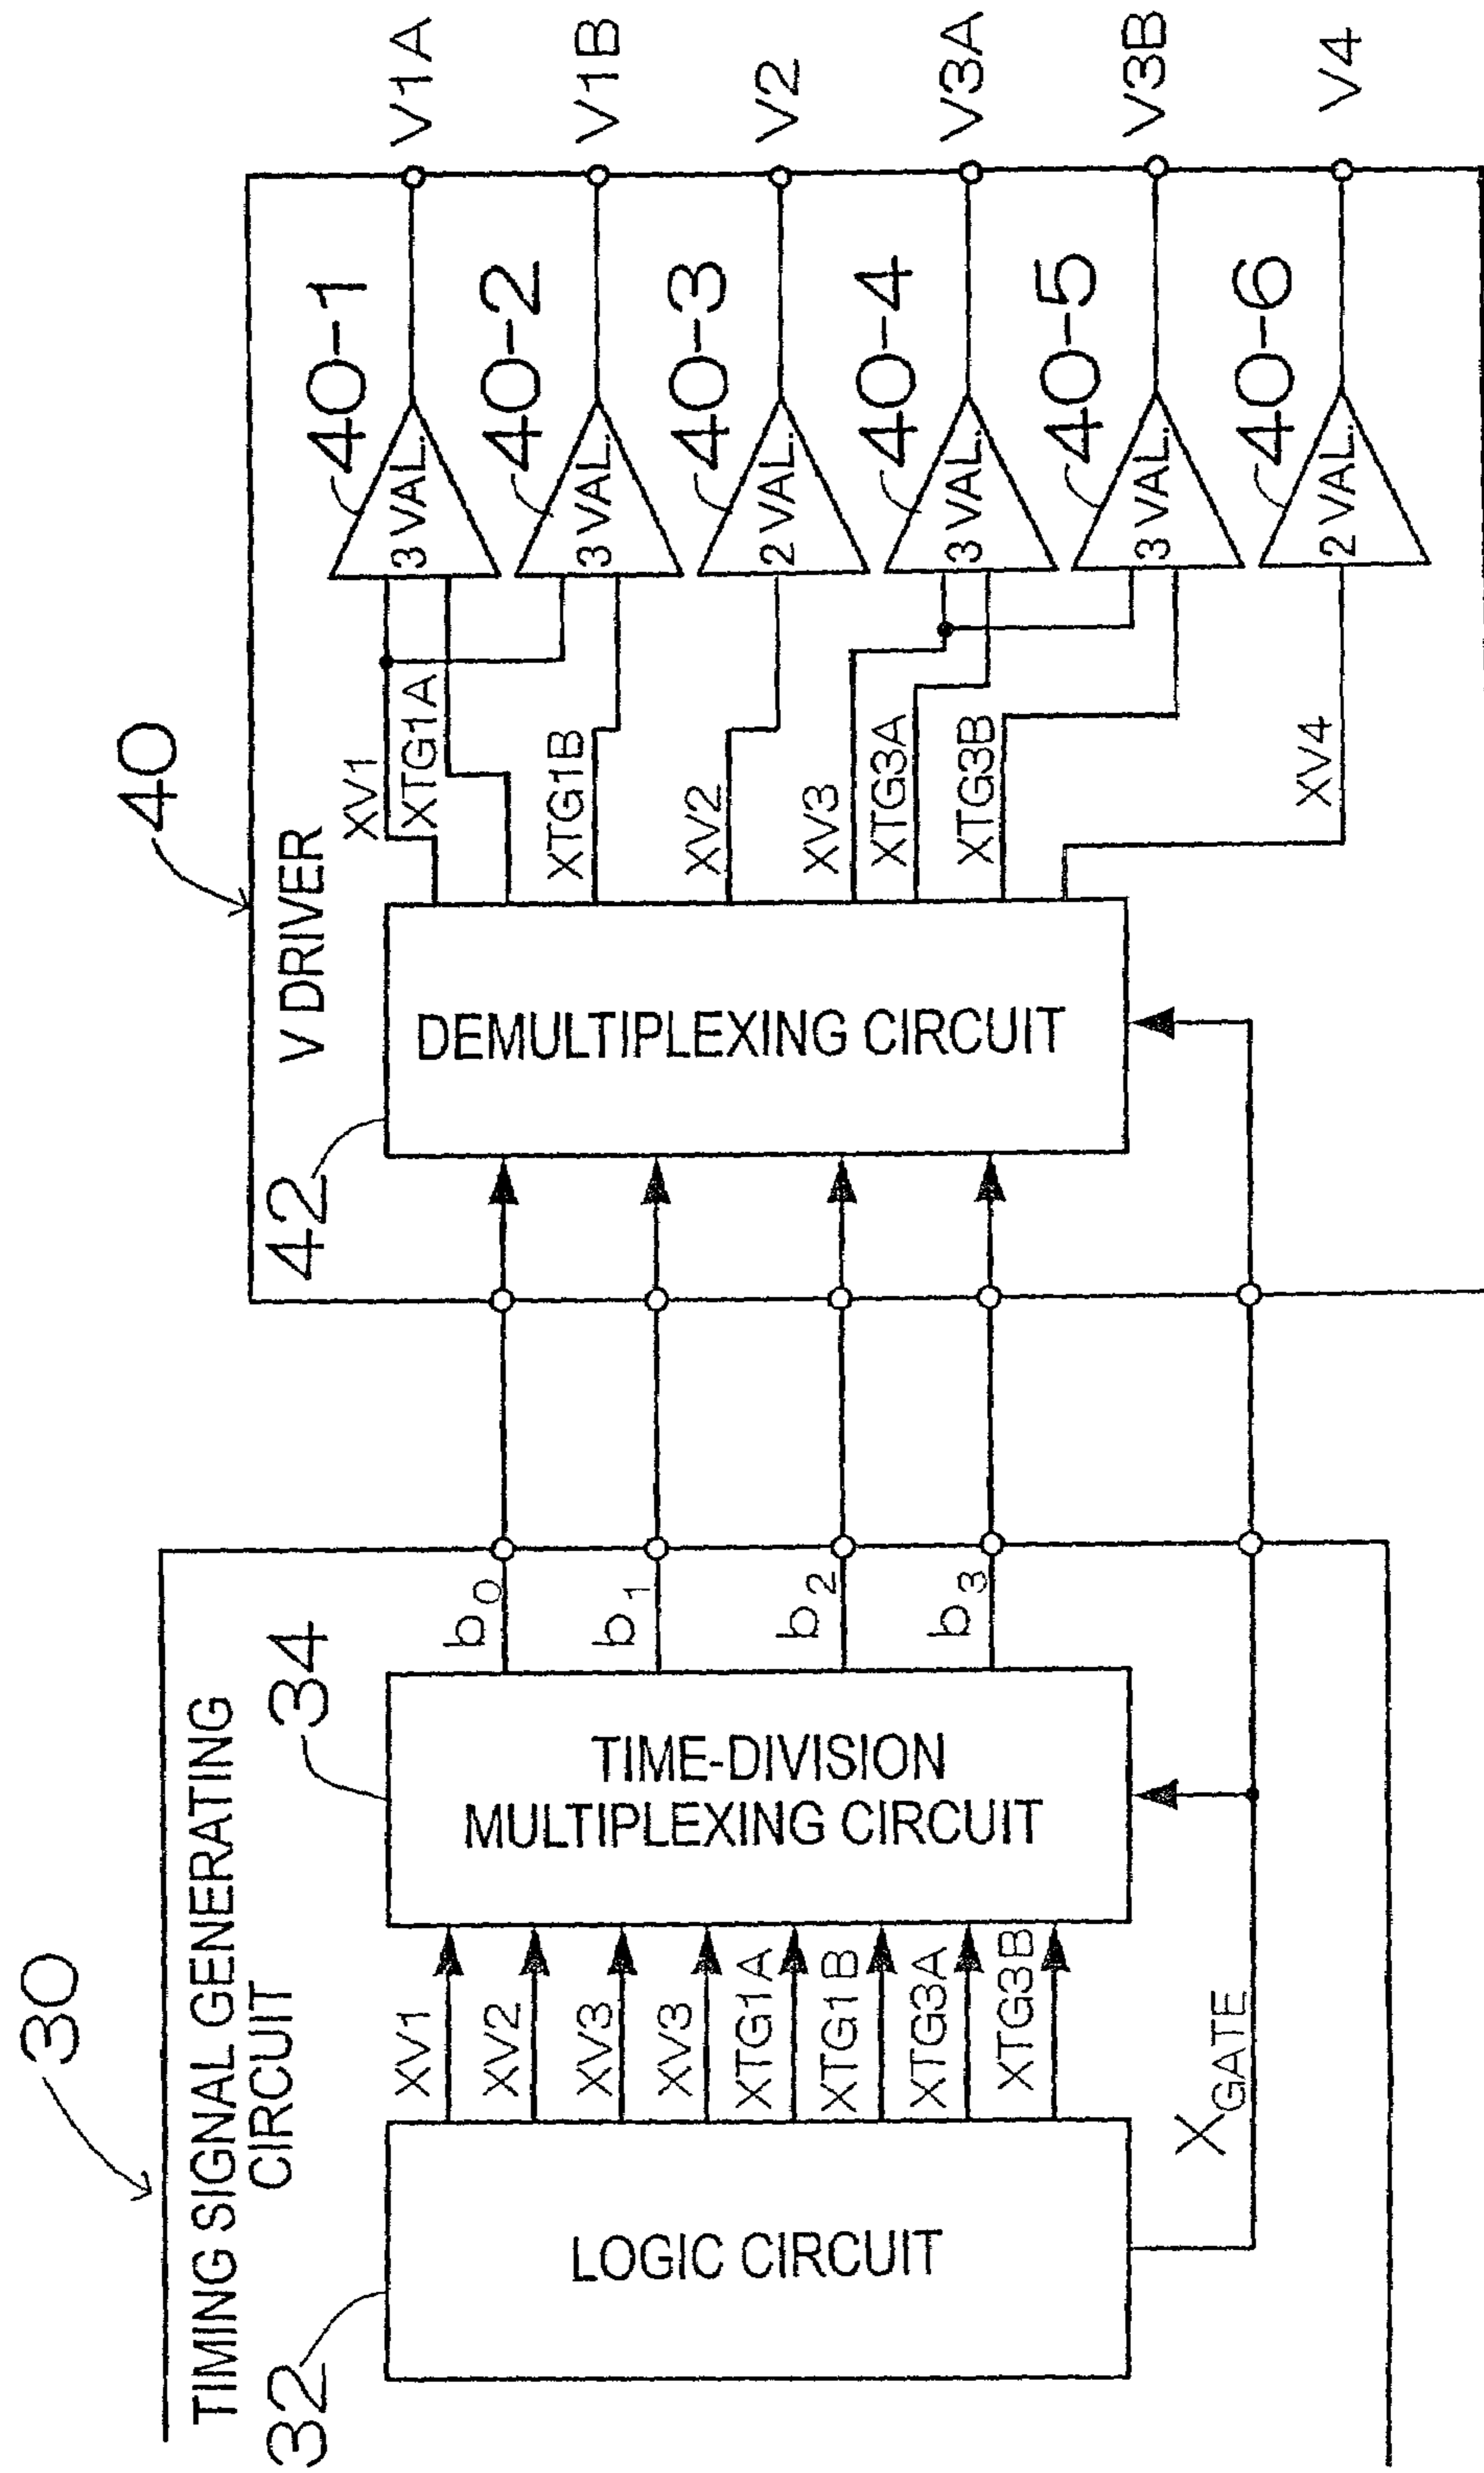 30
TIMING SIGNAL GENERATING
CIRCUIT
32
LOGIC CIRCUIT
XV1
XV2
XV3
XV3
XTG1A
XTG1B
XTG3A
XTG3B
XGATE
34
TIME-DIVISION
MULTIPLEXING CIRCUIT
b0
b1
b2
b3
40
V DRIVER
42
DEMULTIPLEXING CIRCUIT
XV1
XTG1A
XTG1B
XV2
XV3
XTG3A
XTG3B
XV4
40-1
3 VAL.
V1A
40-2
3 VAL.
V1B
40-3
2 VAL.
V2
40-4
3 VAL.
V3A
40-5
3 VAL.
V3B
40-6
2 VAL.
V4